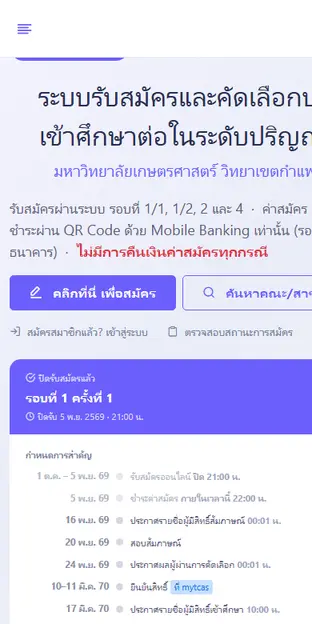 ระบบรับสมัครและคัดเลือก
เข้าศึกษาต่อในระดับ
มหาวิทยาลัยเกษตรศาสตร์ วิทยาเขต
รับสมัครผ่านระบบ รอบที่ 1/1, 1/2, 2 และ 4 · ค่าสมัคร
ชำระผ่าน QR Code ด้วย Mobile Banking เท่านั้น
ธนาคาร) · ไม่มีการคืนเงินค่าสมัครทุกกรณี
คลิกที่นี่ เพื่อสมัคร
ค้นหาคณะ/
สมัครสมาชิกแล้ว? เข้าสู่ระบบ
ตรวจสอบสถานะการสมัคร
ปิดรับสมัครแล้ว
รอบที่ 1 ครั้งที่ 1
ปิดรับ 5 พ.ย. 2569 · 21:00 น.
กำหนดการสำคัญ
1 ต.ค. – 5 พ.ย. 69 รับสมัครออนไลน์ ปิด 21:00 น.
5 พ.ย. 69 ชำระค่าสมัคร ภายในเวลานี้ 22:00 น.
16 พ.ย. 69 ประกาศรายชื่อผู้มีสิทธิ์สัมภาษณ์ 00:01 น.
20 พ.ย. 69 สอบสัมภาษณ์
24 พ.ย. 69 ประกาศผลผู้ผ่านการคัดเลือก 00:01 น.
10–11 มี.ค. 70 ยืนยันสิทธิ์ ที่ mytcas
17 มี.ค. 70 ประกาศรายชื่อผู้มีสิทธิ์เข้าศึกษา 10:00 น.